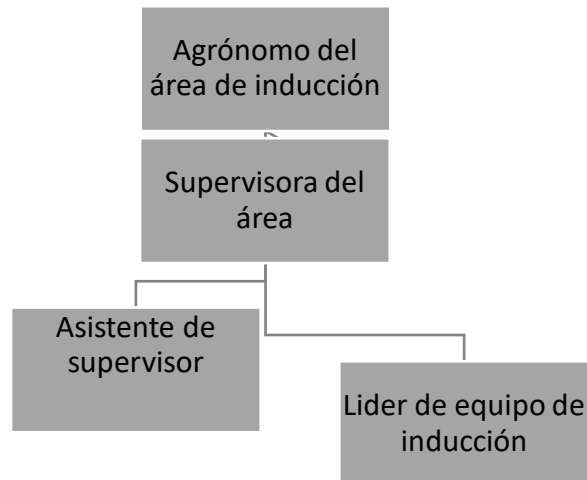 Agrónomo del
área de inducción
Supervisora del
área
Asistente de
supervisor
Lider de equipo de
inducción